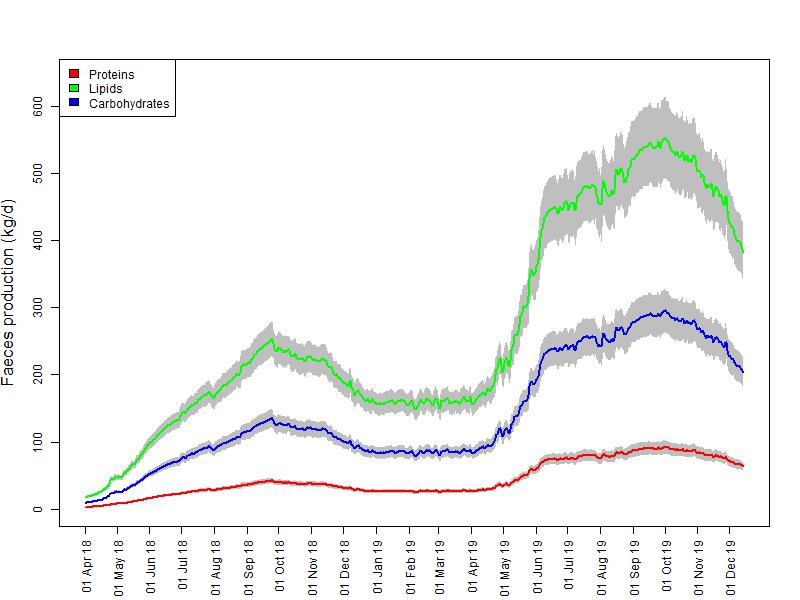 Proteins
Lipids
Carbohydrates
Faeces production (kg/d)
600
500
400
300
200
100
0
01 Apr 18
01 May 18
01 Jun 18
01 Jul 18
01 Aug 18
01 Sep 18
01 Oct 18
01 Nov 18
01 Dec 18
01 Jan 19
01 Feb 19
01 Mar 19
01 Apr 19
01 May 19
01 Jun 19
01 Jul 19
01 Aug 19
01 Sep 19
01 Oct 19
01 Nov 19
01 Dec 19